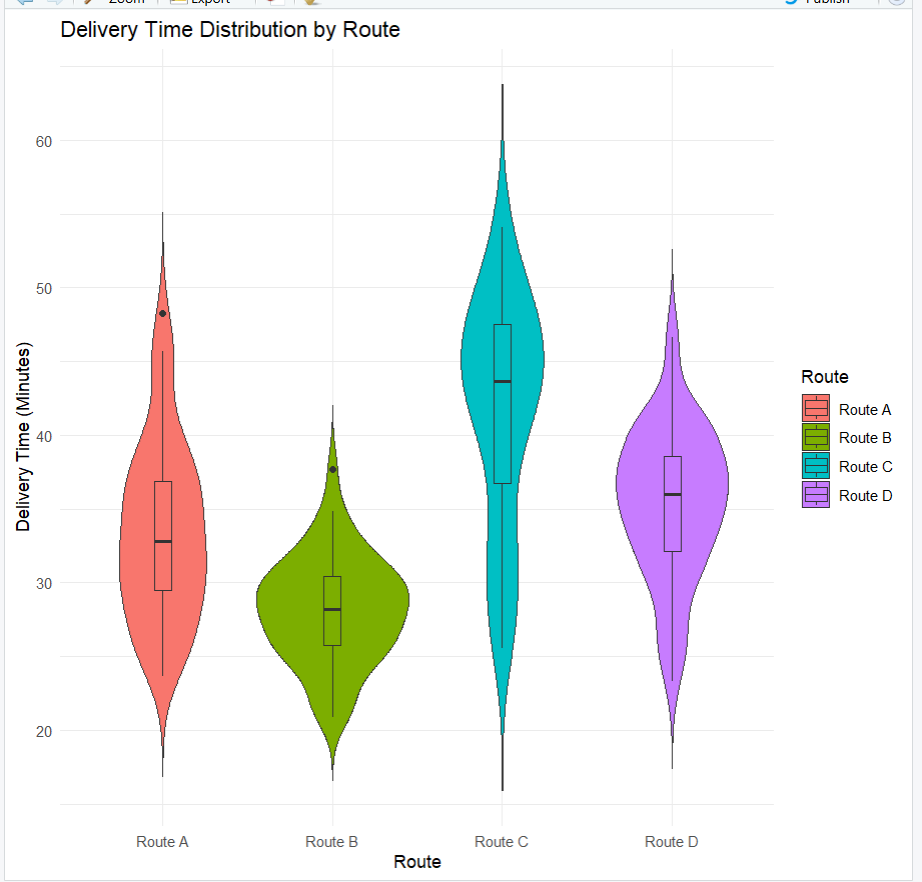 Zoom Export Publish
Delivery Time Distribution by Route
60
50
40
30
20
Delivery Time (Minutes)
Route A Route B Route C Route D
Route
Route
Route A
Route B
Route C
Route D